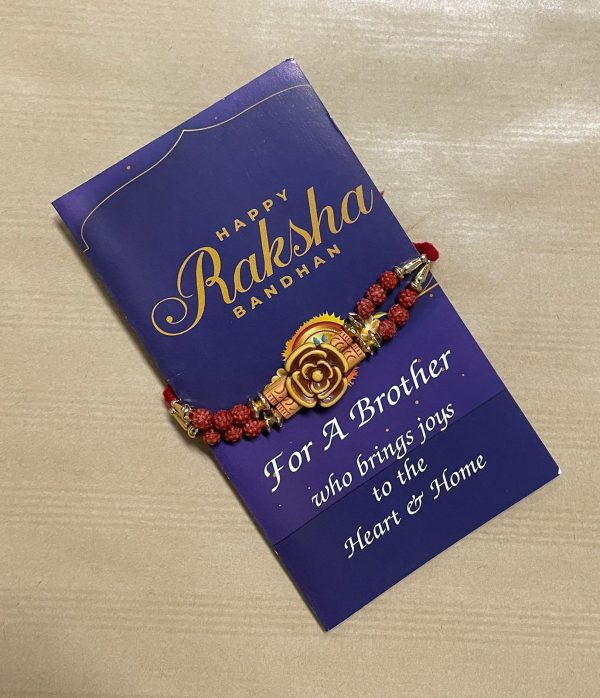 HAPPY
Raksha
BANDHAN
For A Brother
who brings joys
to the
Heart & Home